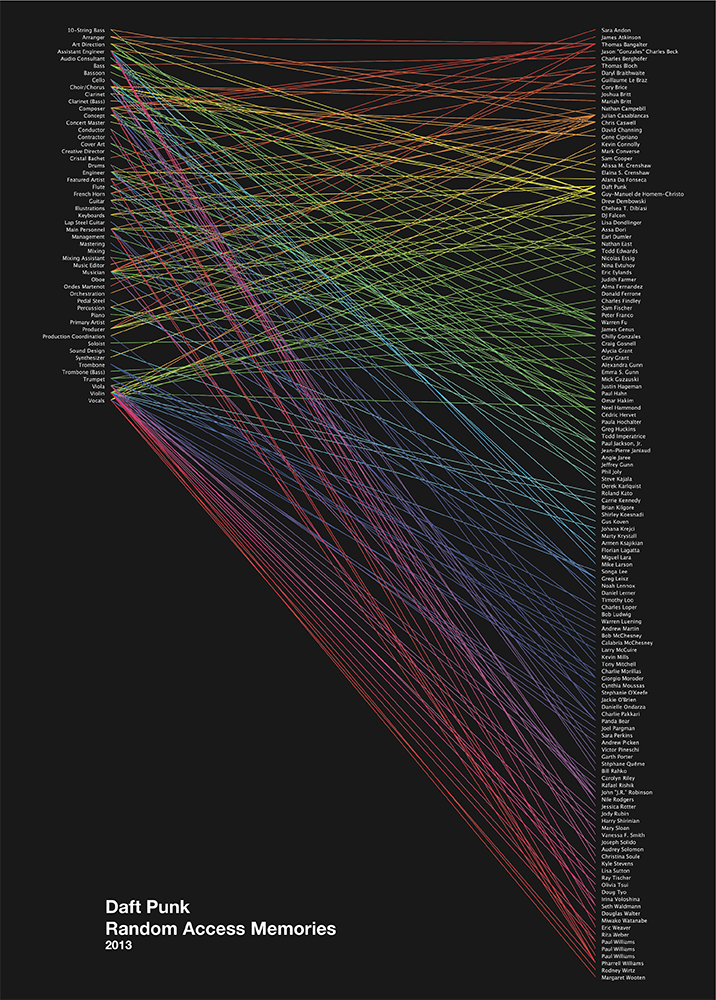 10-String Bass
Arranger
Art Direction
Assistant Engineer
Audio Consultant
Bass
Bassoon
Cello
Choir/Chorus
Clarinet
Clarinet (Bass)
Composer
Concept
Concert Master
Conductor
Contractor
Cover Art
Creative Director
Cristal Bachet
Drums
Engineer
Featured Artist
Flute
French Horn
Guitar
Illustrations
Keyboards
Lap Steel Guitar
Main Personnel
Management
Mastering
Mixing
Mixing Assistant
Music Editor
Musician
Oboe
Ondes Martenot
Orchestration
Pedal Steel
Percussion
Piano
Primary Artist
Producer
Production Coordination
Soloist
Sound Design
Synthesizer
Trombone
Trombone (Bass)
Trumpet
Viola
Violin
Vocals
Sara Andon
James Atkinson
Thomas Bangalter
Jason "Gonzales" Charles Beck
Charles Berghofer
Thomas Bloch
Daryl Braithwaite
Guillaume Le Braz
Cory Brice
Joshua Britt
Mariah Britt
Nathan Campbell
Julian Casablancas
Chris Caswell
David Channing
Gene Cipriano
Kevin Connolly
Mark Converse
Sam Cooper
Alissa M. Crenshaw
Elaina S. Crenshaw
Alana Da Fonseca
Daft Punk
Guy-Manuel de Homem-Christo
Drew Dembowski
Chelsea T. Dibiasi
DJ Falcon
Lisa Dondlinger
Assa Dori
Earl Dumler
Nathan East
Todd Edwards
Nicolas Essig
Nina Evtuhov
Eric Eylands
Judith Farmer
Alma Fernandez
Donald Ferrone
Charles Findley
Sam Fischer
Peter Franco
Warren Fu
James Genus
Chilly Gonzales
Craig Gosnell
Alycia Grant
Gary Grant
Alexandra Gunn
Emma S. Gunn
Mick Guzauski
Justin Hageman
Paul Hahn
Omar Hakim
Neel Hammond
Cédric Hervet
Paula Hochalter
Greg Huckins
Todd Imperatrice
Paul Jackson, Jr.
Jean-Pierre Janiaud
Angie Jaree
Jeffrey Gunn
Phil Joly
Steve Kajala
Derek Karlquist
Roland Kato
Carrie Kennedy
Brian Kilgore
Shirley Koesnadi
Gus Koven
Johana Krejci
Marty Krystall
Armen Ksajikian
Florian Lagatta
Miguel Lara
Mike Larson
Songa Lee
Greg Leisz
Noah Lennox
Daniel Lerner
Timothy Loo
Charles Loper
Bob Ludwig
Warren Luening
Andrew Martin
Bob McChesney
Calabria McChesney
Larry McGuire
Kevin Mills
Tony Mitchell
Charlie Morillas
Giorgio Moroder
Cynthia Moussas
Stephanie O'Keefe
Jackie O'Brien
Danielle Ondarza
Charlie Pakkari
Panda Bear
Joel Pargman
Sara Perkins
Andrew Picken
Victor Pineschi
Garth Porter
Stéphane Quême
Bill Rahko
Carolyn Riley
Rafael Rishik
John "J.R." Robinson
Nile Rodgers
Jessica Rotter
Jody Rubin
Harry Shirinian
Mary Sloan
Vanessa F. Smith
Joseph Solido
Audrey Solomon
Christina Soule
Kyle Stevens
Lisa Sutton
Ray Tischer
Olivia Tsui
Doug Tyo
Irina Voloshina
Seth Waldmann
Douglas Walter
Miwako Watanabe
Eric Weaver
Rita Weber
Paul Williams
Paul Williams
Paul Williams
Pharrell Williams
Rodney Wirtz
Margaret Wooten
Daft Punk
Random Access Memories
2013